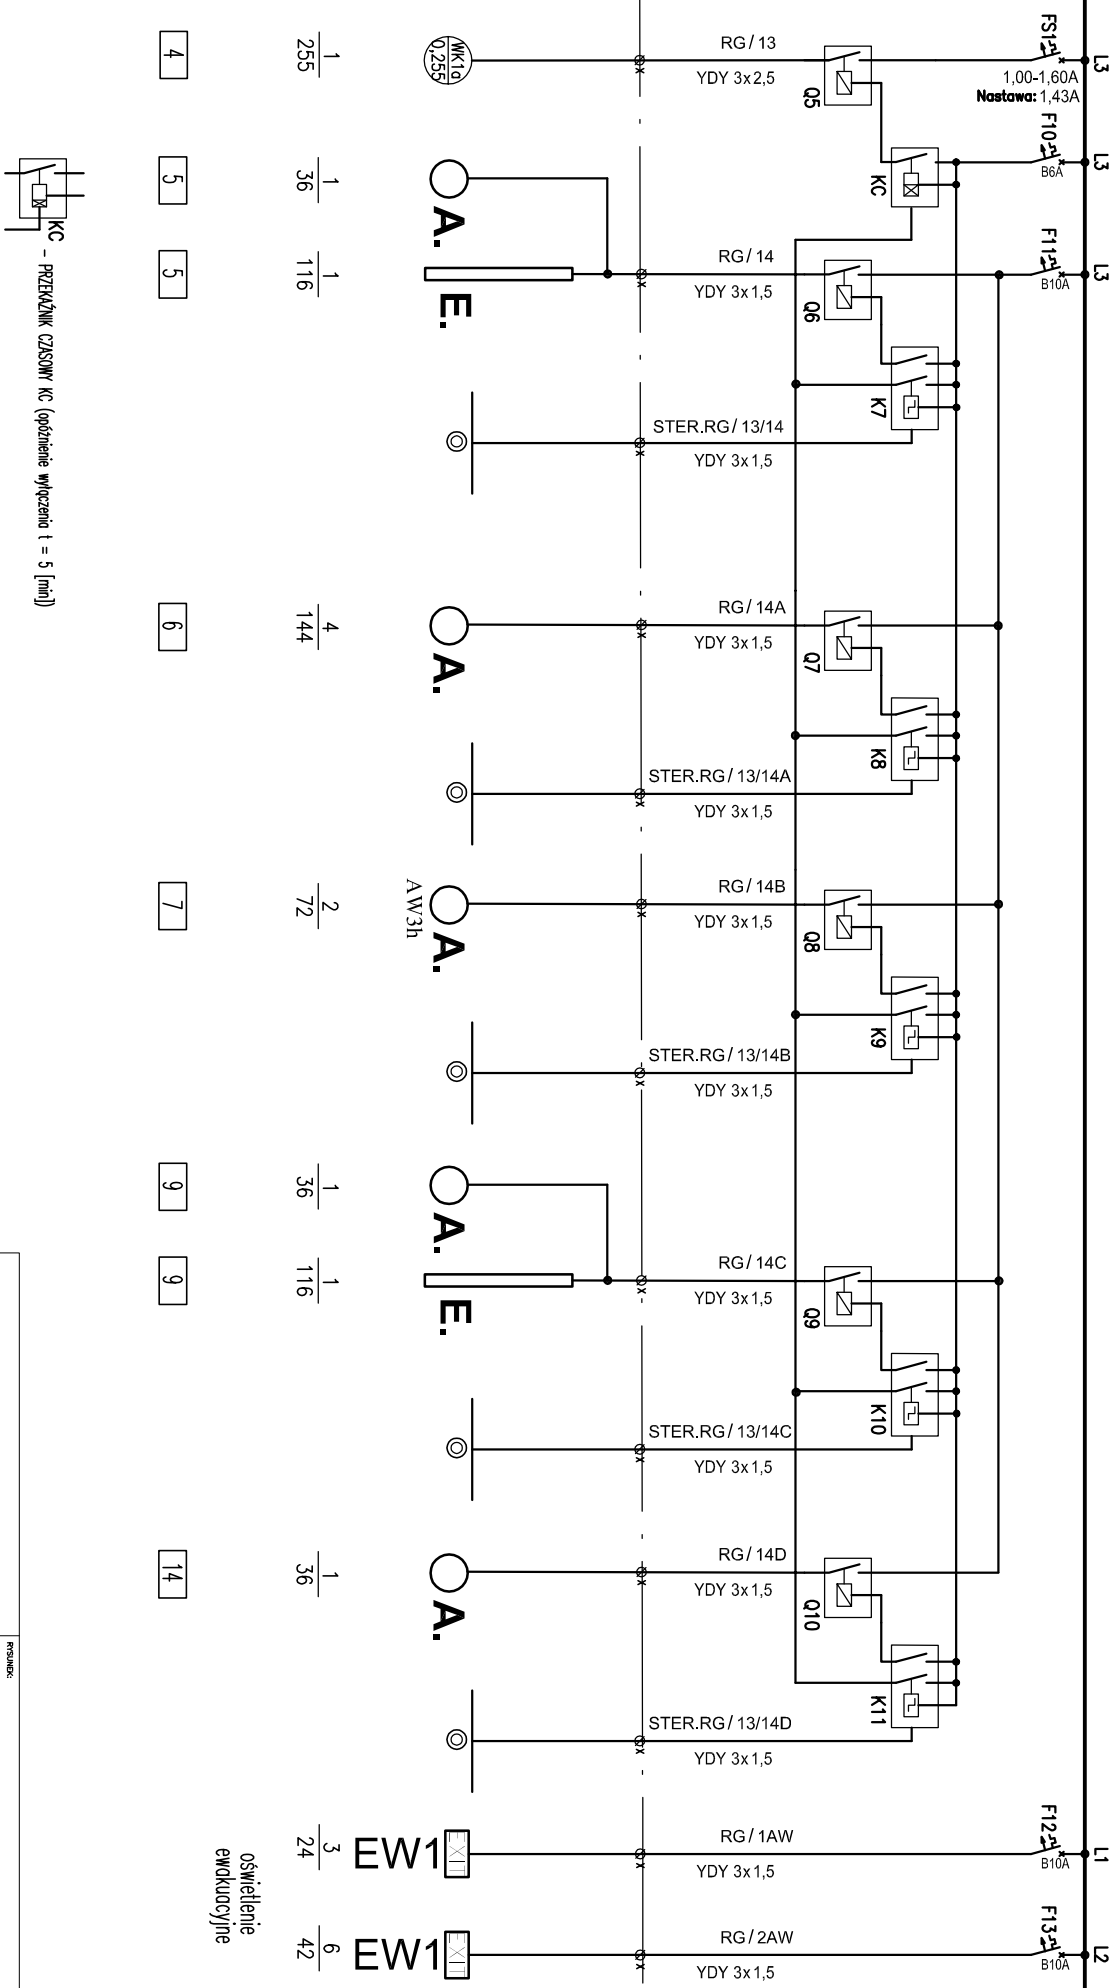 L3
FS1
1,00-1,60A
Nastawa: 1,43A
RG/ 13
YDY 3x2,5
Q5
WK1a
0,255
1
255
4
L3
F10
B6A
KC
1
36
5
A.
L3
F11
B10A
RG/ 14
YDY 3x1,5
Q6
E.
1
116
5
K7
STER.RG/ 13/14
YDY 3x1,5
KC
- PRZEKAŹNIK CZASOWY KC (opóźnienie wyłączenia t = 5 [min])
RG/ 14A
YDY 3x1,5
Q7
A.
4
144
6
K8
STER.RG/ 13/14A
YDY 3x1,5
RG/ 14B
YDY 3x1,5
Q8
A.
AW3h
2
72
7
K9
STER.RG/ 13/14B
YDY 3x1,5
A.
1
36
9
RG/ 14C
YDY 3x1,5
Q9
E.
1
116
9
K10
STER.RG/ 13/14C
YDY 3x1,5
RG/ 14D
YDY 3x1,5
Q10
A.
1
36
14
K11
STER.RG/ 13/14D
YDY 3x1,5
RYSUNEK:
L1
F12
B10A
RG/ 1AW
YDY 3x1,5
EXIT
EW1
3
24
oświetlenie
ewakuacyjne
L2
F13
B10A
RG/ 2AW
YDY 3x1,5
EXIT
EW1
6
42